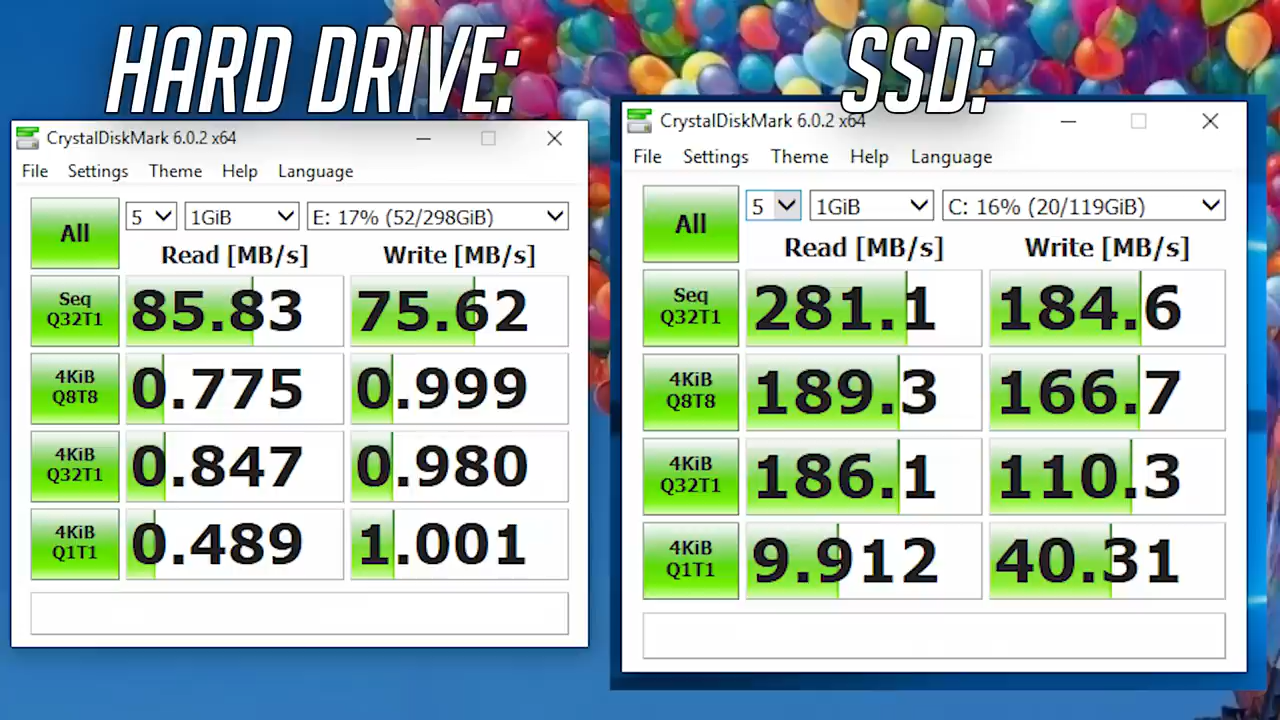 HARD DRIVE:
CrystalDiskMark 6.0.2 x64
File Settings Theme Help Language
All 5 1GiB E: 17% (52/298GiB)
Read [MB/s] Write [MB/s]
Seq
Q32T1 85.83 75.62
4KiB
Q8T8 0.775 0.999
4KiB
Q32T1 0.847 0.980
4KiB
Q1T1 0.489 1.001
SSD:
CrystalDiskMark 6.0.2 x64
File Settings Theme Help Language
All 5 1GiB C: 16% (20/119GiB)
Read [MB/s] Write [MB/s]
Seq
Q32T1 281.1 184.6
4KiB
Q8T8 189.3 166.7
4KiB
Q32T1 186.1 110.3
4KiB
Q1T1 9.912 40.31